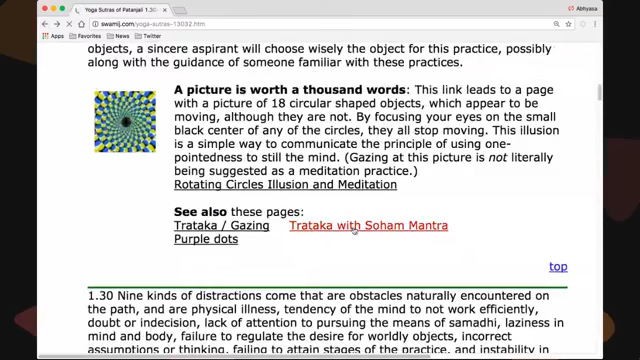 Yoga Sutras of Patanjali 1.30-
Abhyasa
swamij.com/yoga-sutras-13032.htm
Apps
Favorites
News
Twitter
objects, a sincere aspirant will choose wisely the object for this practice, possibly
along with the guidance of someone familiar with these practices.
A picture is worth a thousand words: This link leads to a page
with a picture of 18 circular shaped objects, which appear to be
moving, although they are not. By focusing your eyes on the small
black center of any of the circles, they all stop moving. This illusion
is a simple way to communicate the principle of using one-
pointedness to still the mind. (Gazing at this picture is not literally
being suggested as a meditation practice.)
Rotating Circles Illusion and Meditation
See also these pages:
Trataka / Gazing Trataka with Soham Mantra
Purple dots
top
1.30 Nine kinds of distractions come that are obstacles naturally encountered on
the path, and are physical illness, tendency of the mind to not work efficiently,
doubt or indecision, lack of attention to pursuing the means of samadhi, laziness in
mind and body, failure to regulate the desire for worldly objects, incorrect
assumptions or thinking, failing to attain stages of the practice, and instability in